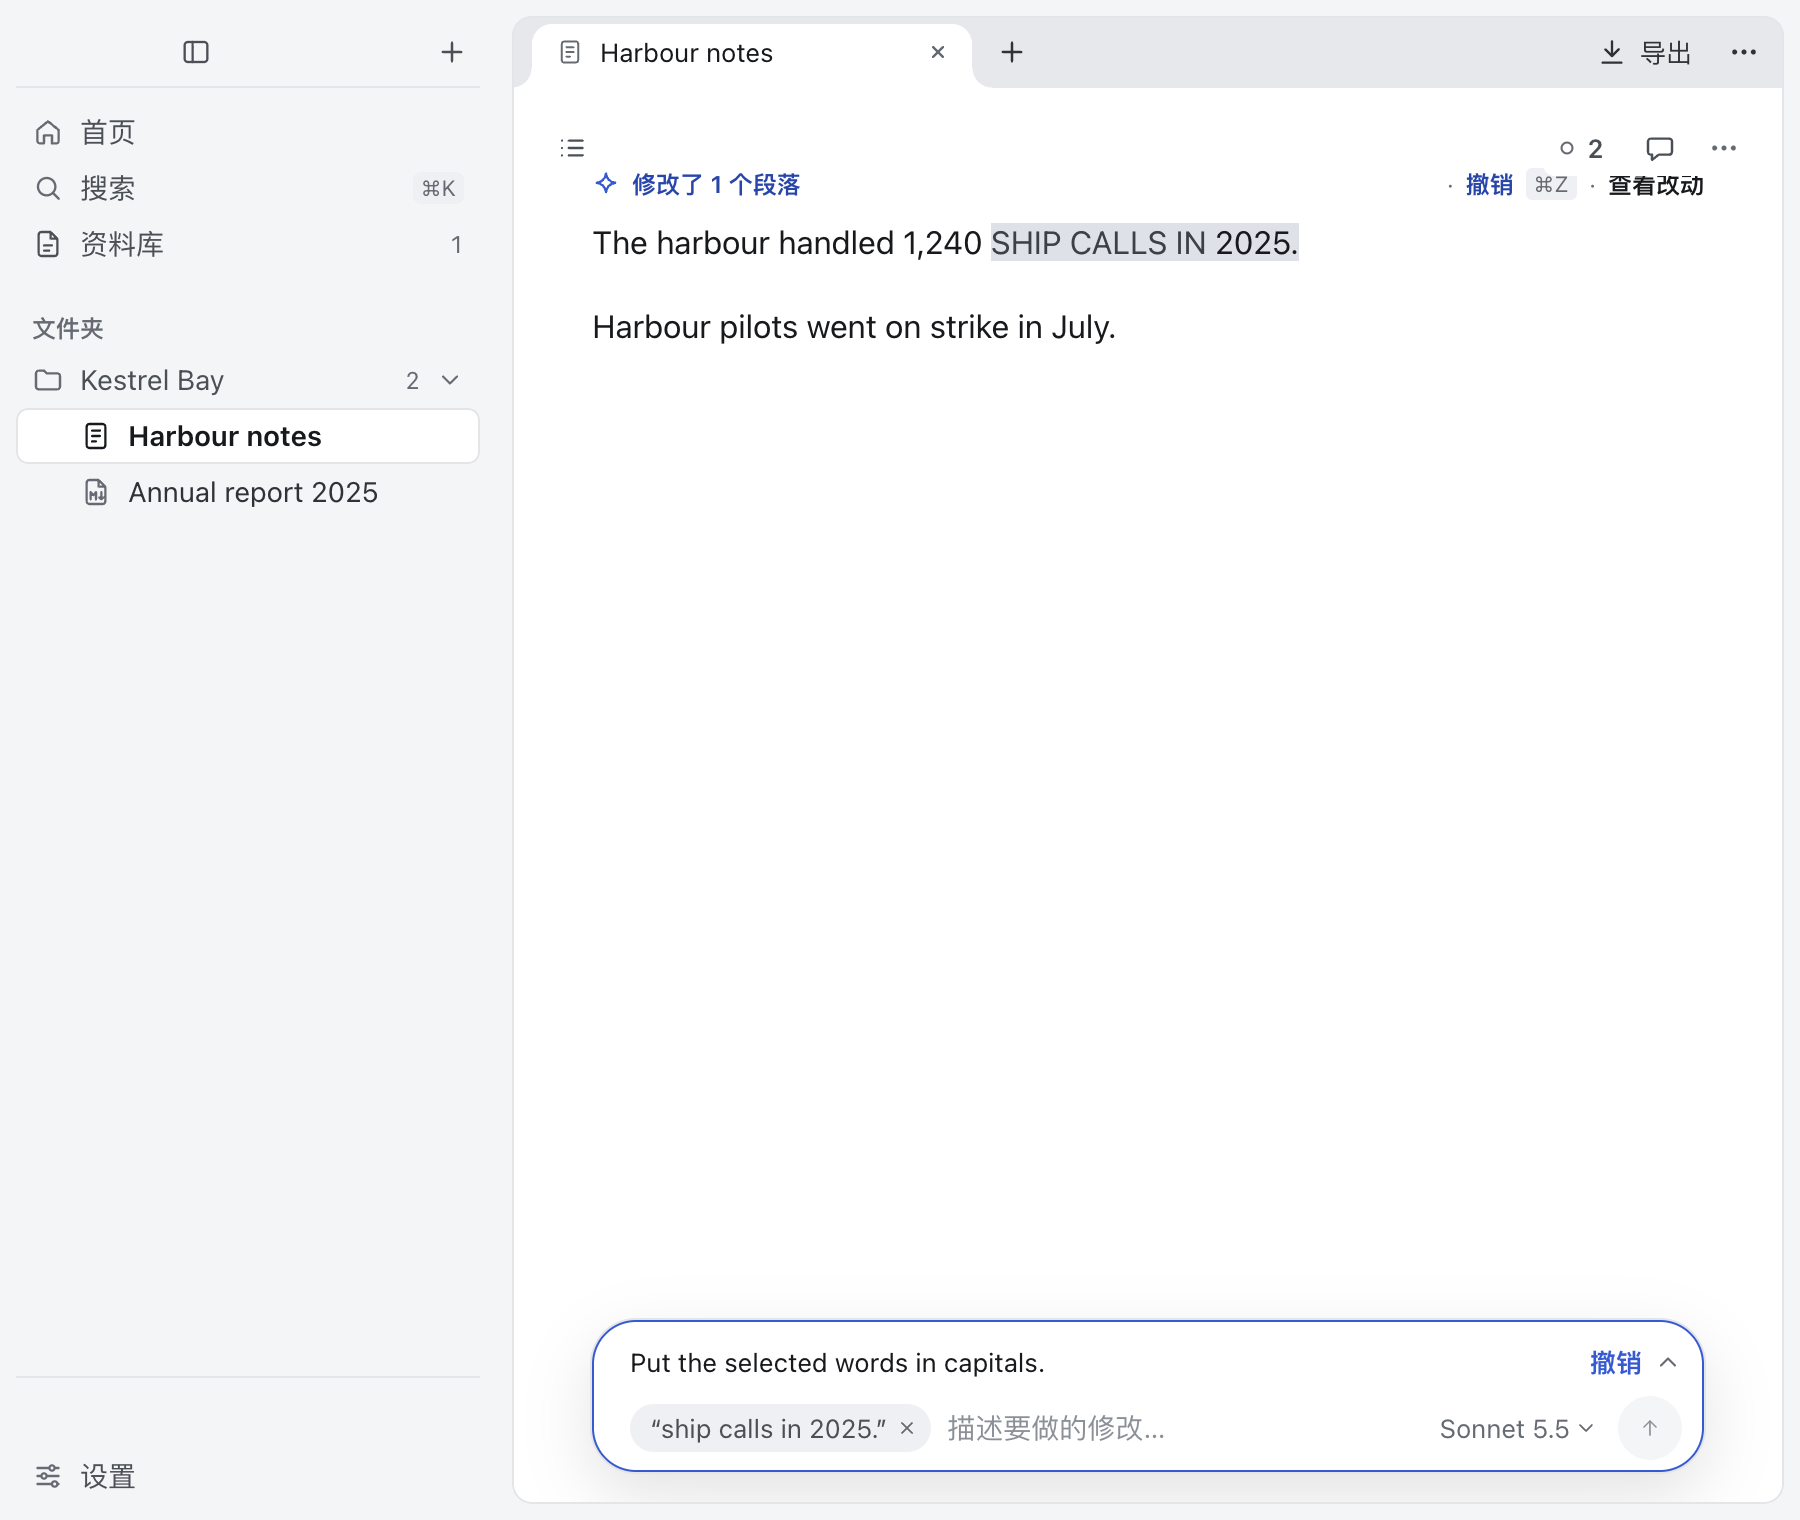 首页
搜索 ⌘K
资料库 1
文件夹
Kestrel Bay 2
Harbour notes
Annual report 2025
设置
Harbour notes
导出
2
修改了 1 个段落 · 撤销 ⌘Z · 查看改动
The harbour handled 1,240 SHIP CALLS IN 2025.
Harbour pilots went on strike in July.
Put the selected words in capitals. 撤销
“ship calls in 2025.” 描述要做的修改... Sonnet 5.5